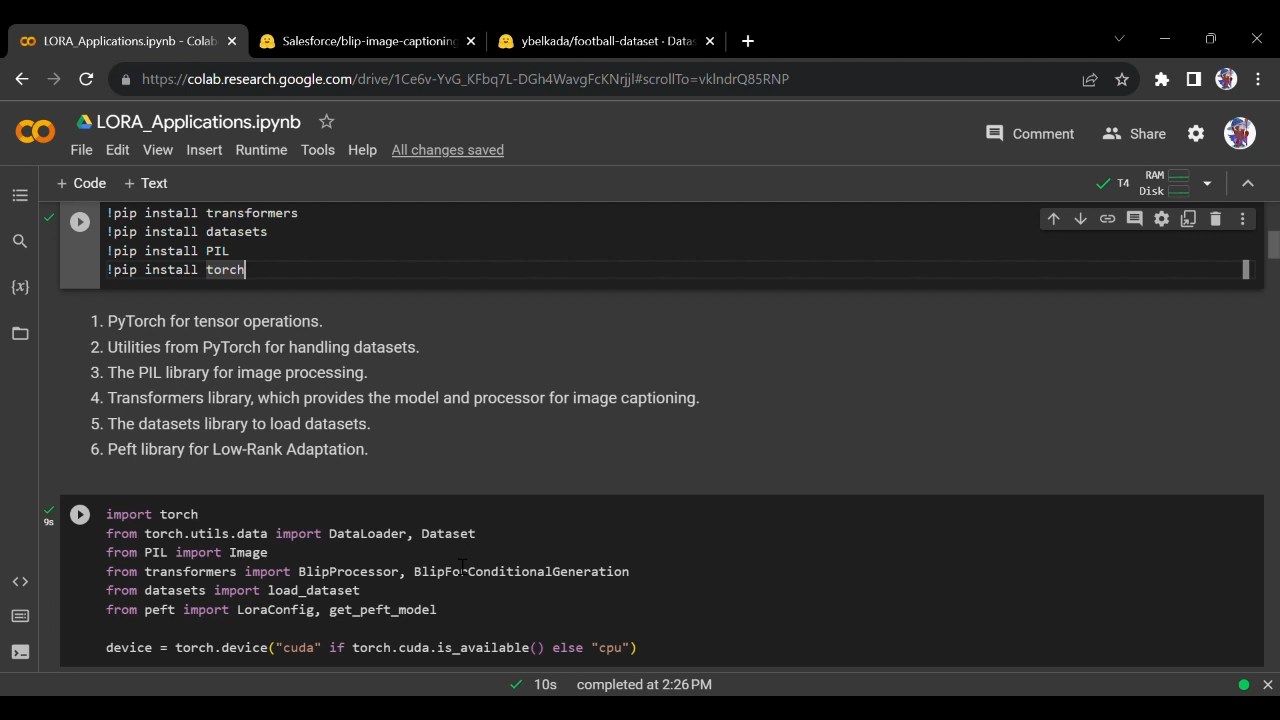 LORA_Applications.ipynb - Colab
Salesforce/blip-image-captioning
ybelkada/football-dataset · Datas
https://colab.research.google.com/drive/1Ce6v-YvG_KFbq7L-DGh4WavgFcKNrjjl#scrollTo=vklndrQ85RNP
LORA_Applications.ipynb
Comment
Share
File Edit View Insert Runtime Tools Help All changes saved
+ Code + Text
T4
RAM
Disk
!pip install transformers
!pip install datasets
!pip install PIL
!pip install torch
1. PyTorch for tensor operations.
2. Utilities from PyTorch for handling datasets.
3. The PIL library for image processing.
4. Transformers library, which provides the model and processor for image captioning.
5. The datasets library to load datasets.
6. Peft library for Low-Rank Adaptation.
9s
import torch
from torch.utils.data import DataLoader, Dataset
from PIL import Image
from transformers import BlipProcessor, BlipForConditionalGeneration
from datasets import load_dataset
from peft import LoraConfig, get_peft_model
device = torch.device("cuda" if torch.cuda.is_available() else "cpu")
10s completed at 2:26 PM